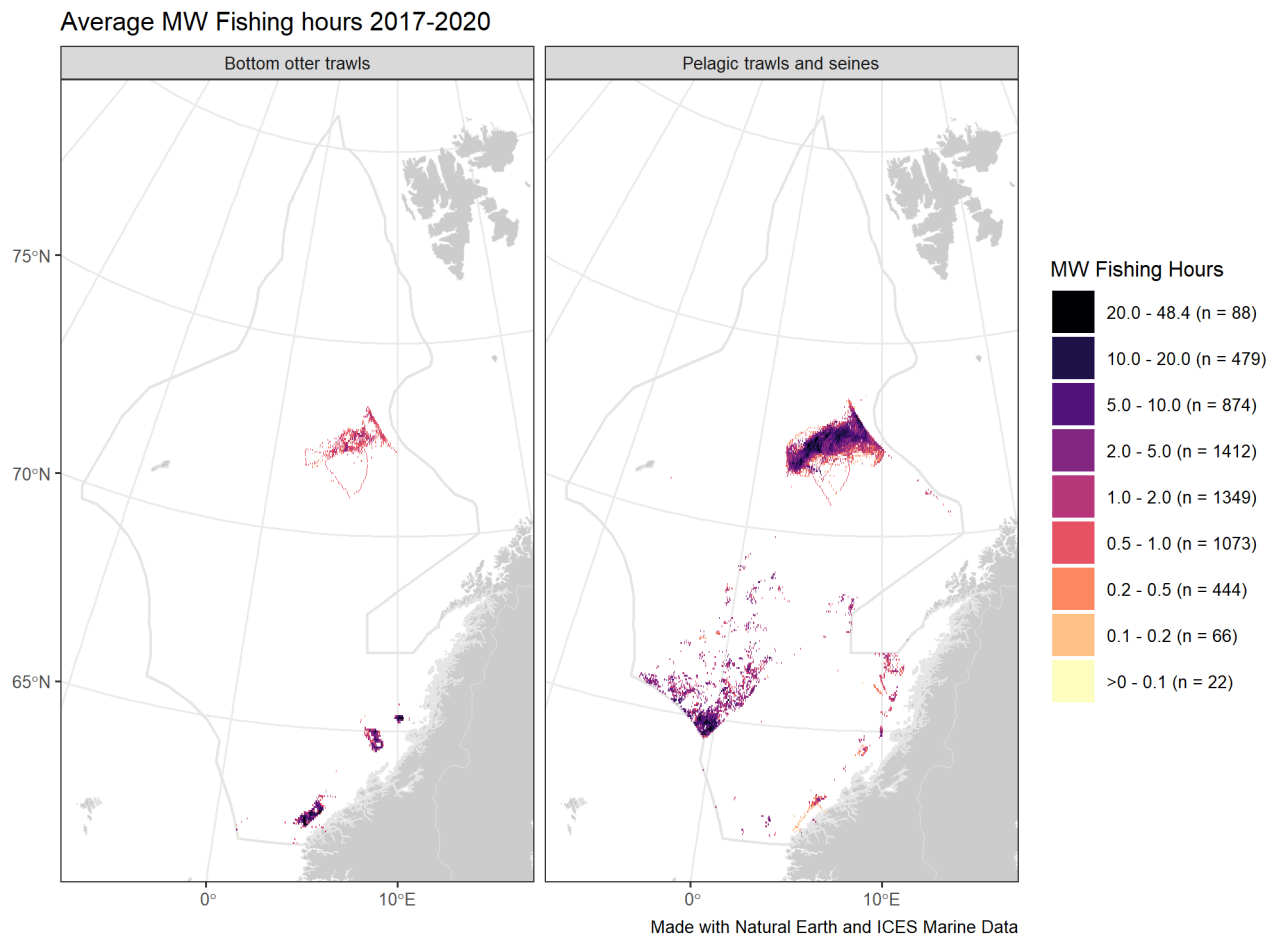 Average MW Fishing hours 2017-2020
Bottom otter trawls
Pelagic trawls and seines
75°N
70°N
65°N
0°
10°E
0°
10°E
MW Fishing Hours
20.0 - 48.4 (n = 88)
10.0 - 20.0 (n = 479)
5.0 - 10.0 (n = 874)
2.0 - 5.0 (n = 1412)
1.0 - 2.0 (n = 1349)
0.5 - 1.0 (n = 1073)
0.2 - 0.5 (n = 444)
0.1 - 0.2 (n = 66)
>0 - 0.1 (n = 22)
Made with Natural Earth and ICES Marine Data